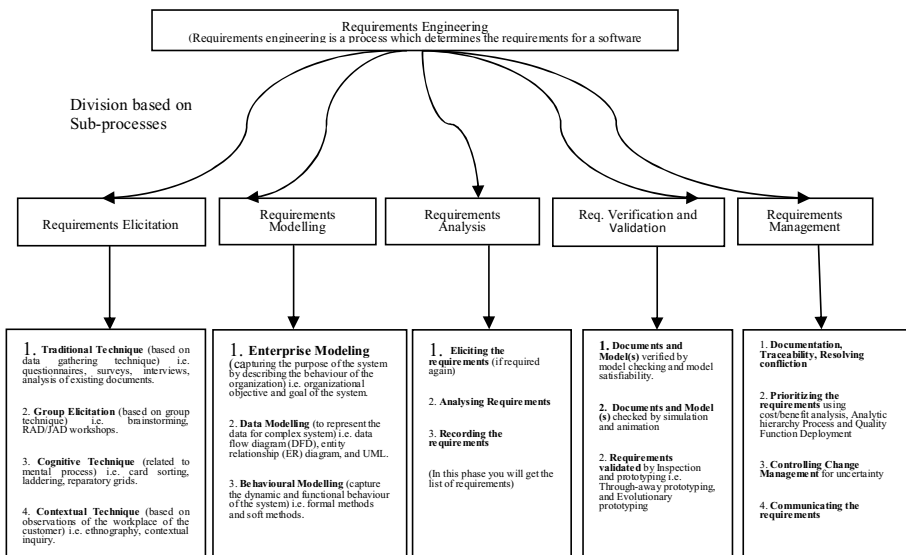 Requirements Engineering
(Requirements engineering is a process which determines the requirements for a software
Division based on
Sub-processes
Requirements Elicitation
Requirements
Modelling
Requirements
Analysis
Req. Verification and
Validation
Requirements
Management
1. Traditional Technique (based on
data gathering technique) i.e.
questionnaires, surveys, interviews,
analysis of existing documents.
2. Group Elicitation (based on group
technique) i.e. brainstorming,
RAD/JAD workshops.
3. Cognitive Technique (related to
mental process) i.e. card sorting,
laddering, reparatory grids.
4. Contextual Technique (based on
observations of the workplace of the
customer) i.e. ethnography, contextual
inquiry.
1. Enterprise Modeling
(capturing the purpose of the system
by describing the behaviour of the
organization) i.e. organizational
objective and goal of the system.
2. Data Modelling (to represent the
data for complex system) i.e. data
flow diagram (DFD), entity
relationship (ER) diagram, and UML.
3. Behavioural Modelling (capture
the dynamic and functional behaviour
of the system) i.e. formal methods
and soft methods.
1. Eliciting the
requirements (if required
again)
2. Analysing Requirements
3. Recording the
requirements
(In this phase you will get the
list of requirements)
1. Documents and
Model(s) verified by
model checking and model
satisfiability.
2. Documents and Model
(s) checked by simulation
and animation
2. Requirements
validated by Inspection
and prototyping i.e.
Through-away prototyping,
and Evolutionary
prototyping
1. Documentation,
Traceability, Resolving
confliction
2. Prioritizing the
requirements using
cost/benefit analysis, Analytic
hierarchy Process and Quality
Function Deployment
3. Controlling Change
Management for uncertainty
4. Communicating the
requirements